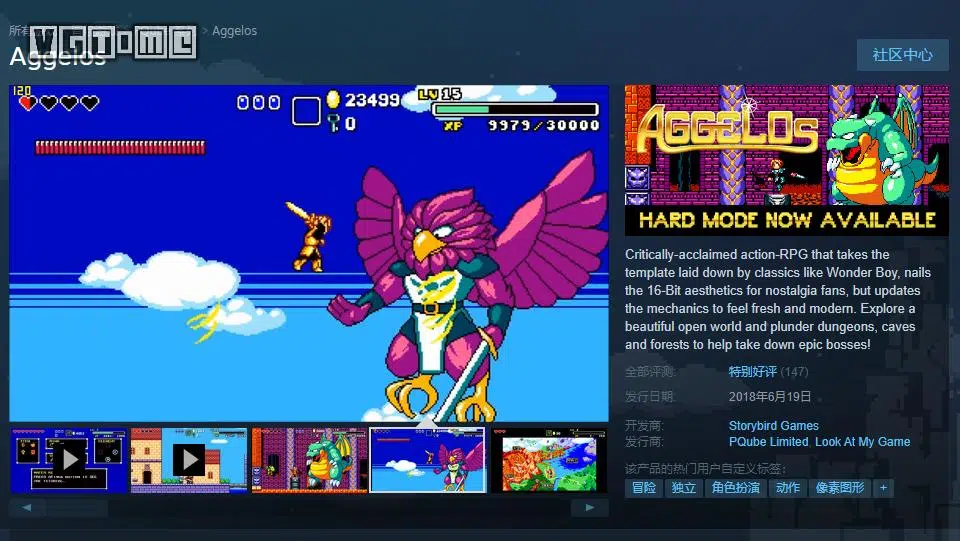 所有
> Aggelos
VGTIME
Aggelos
社区中心
120
23499
0
LV 15
XP 9979/30000
AGGELOS
HARD MODE NOW AVAILABLE
Critically-acclaimed action-RPG that takes the
template laid down by classics like Wonder Boy, nails
the 16-Bit aesthetics for nostalgia fans, but updates
the mechanics to feel fresh and modern. Explore a
beautiful open world and plunder dungeons, caves
and forests to help take down epic bosses!
全部评测: 特别好评 (147)
发行日期: 2018年6月19日
开发商: Storybird Games
发行商: PQube Limited, Look At My Game
该产品的热门用户自定义标签:
冒险 独立 角色扮演 动作 像素图形 +